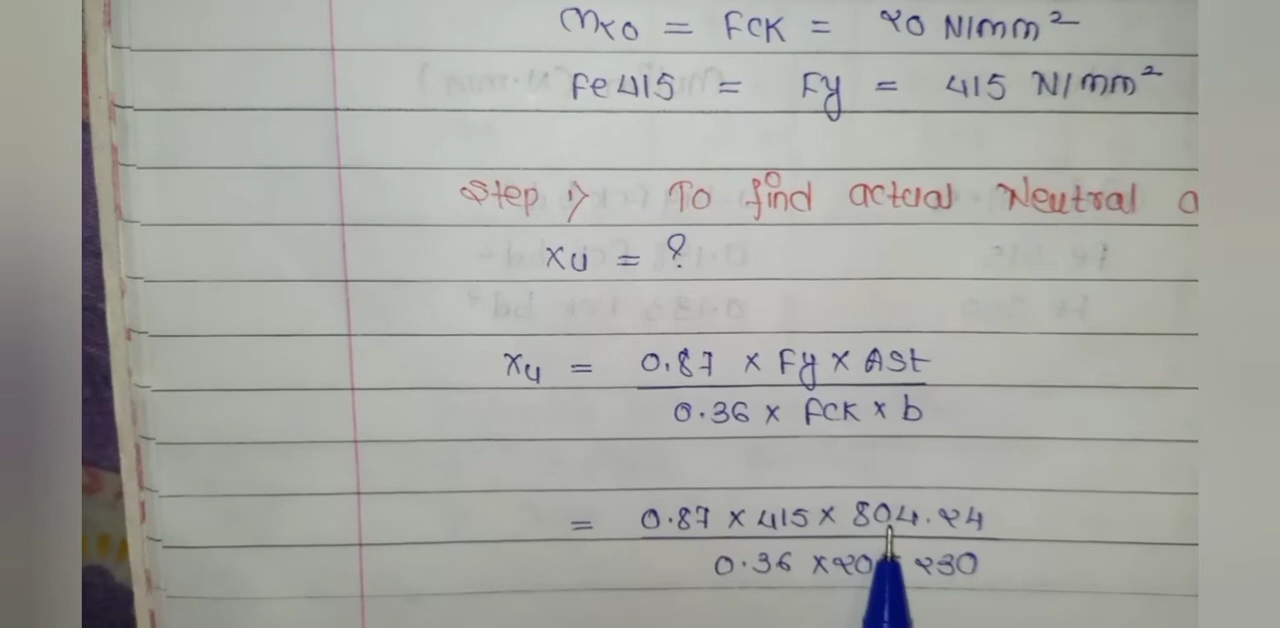 M20 = FCK = 20 N/mm²
Fe415 = Fy = 415 N/mm²
Step 1) To find actual Neutral a
xu = ?
xu = 0.87 × Fy × Ast
0.36 × FCK × b
= 0.87 × 415 × 804.24
0.36 × 20 × 230